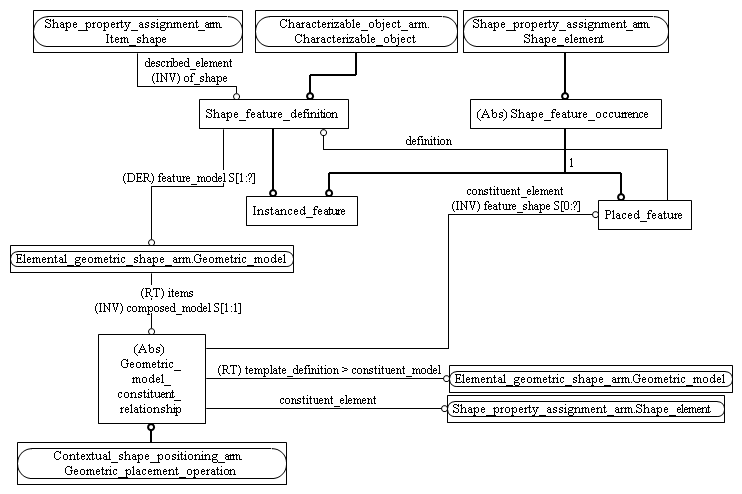 Shape_property_assignment_arm.
Item_shape
Characterizable_object_arm.
Characterizable_object
Shape_property_assignment_arm.
Shape_element
described_element
(INV) of_shape
Shape_feature_definition
(Abs) Shape_feature_occurrence
definition
1
(DER) feature_model S[1:?]
constituent_element
(INV) feature_shape S[0:?]
Instanced_feature
Placed_feature
Elemental_geometric_shape_arm.Geometric_model
(RT) items
(INV) composed_model S[1:1]
(Abs)
Geometric_
model_
constituent_
relationship
(RT) template_definition > constituent_model
Elemental_geometric_shape_arm.Geometric_model
constituent_element
Shape_property_assignment_arm.Shape_element
Contextual_shape_positioning_arm.
Geometric_placement_operation